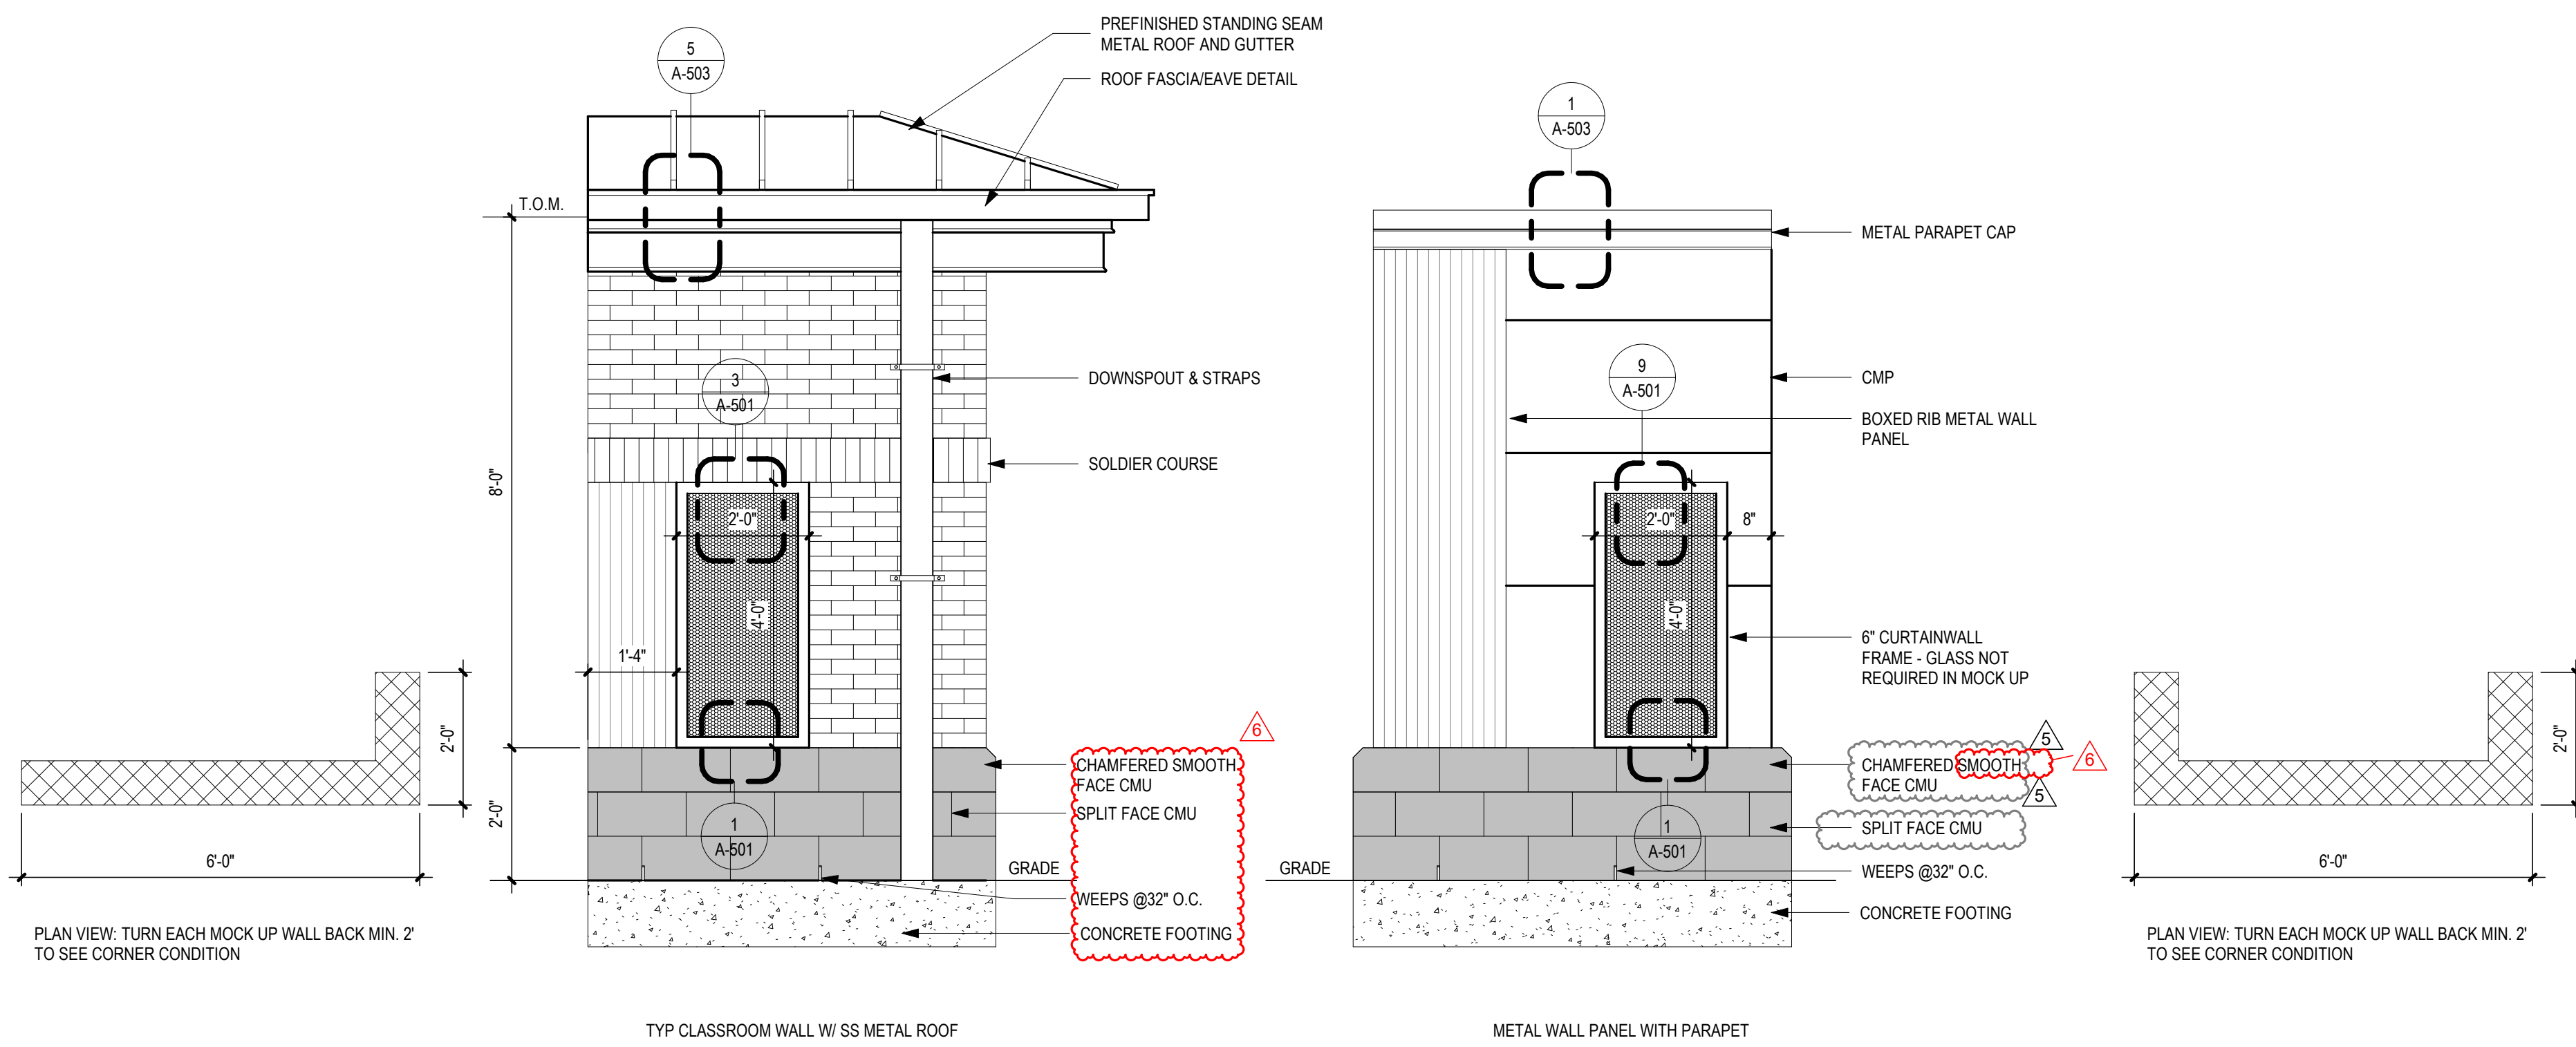 PREFINISHED STANDING SEAM
METAL ROOF AND GUTTER
ROOF FASCIA/EAVE DETAIL
5
A-503
T.O.M.
3
A-501
DOWNSPOUT & STRAPS
SOLDIER COURSE
8'-0"
2'-0"
4'-0"
1'-4"
2'-0"
6'-0"
2'-0"
PLAN VIEW: TURN EACH MOCK UP WALL BACK MIN. 2'
TO SEE CORNER CONDITION
1
A-501
6
CHAMFERED SMOOTH
FACE CMU
SPLIT FACE CMU
GRADE
WEEPS @32" O.C.
CONCRETE FOOTING
TYP CLASSROOM WALL W/ SS METAL ROOF
1
A-503
METAL PARAPET CAP
9
A-501
CMP
BOXED RIB METAL WALL
PANEL
2'-0"
8"
4'-0"
6" CURTAINWALL
FRAME - GLASS NOT
REQUIRED IN MOCK UP
5
6
CHAMFERED SMOOTH
FACE CMU
5
SPLIT FACE CMU
1
A-501
GRADE
WEEPS @32" O.C.
CONCRETE FOOTING
2'-0"
6'-0"
PLAN VIEW: TURN EACH MOCK UP WALL BACK MIN. 2'
TO SEE CORNER CONDITION
METAL WALL PANEL WITH PARAPET